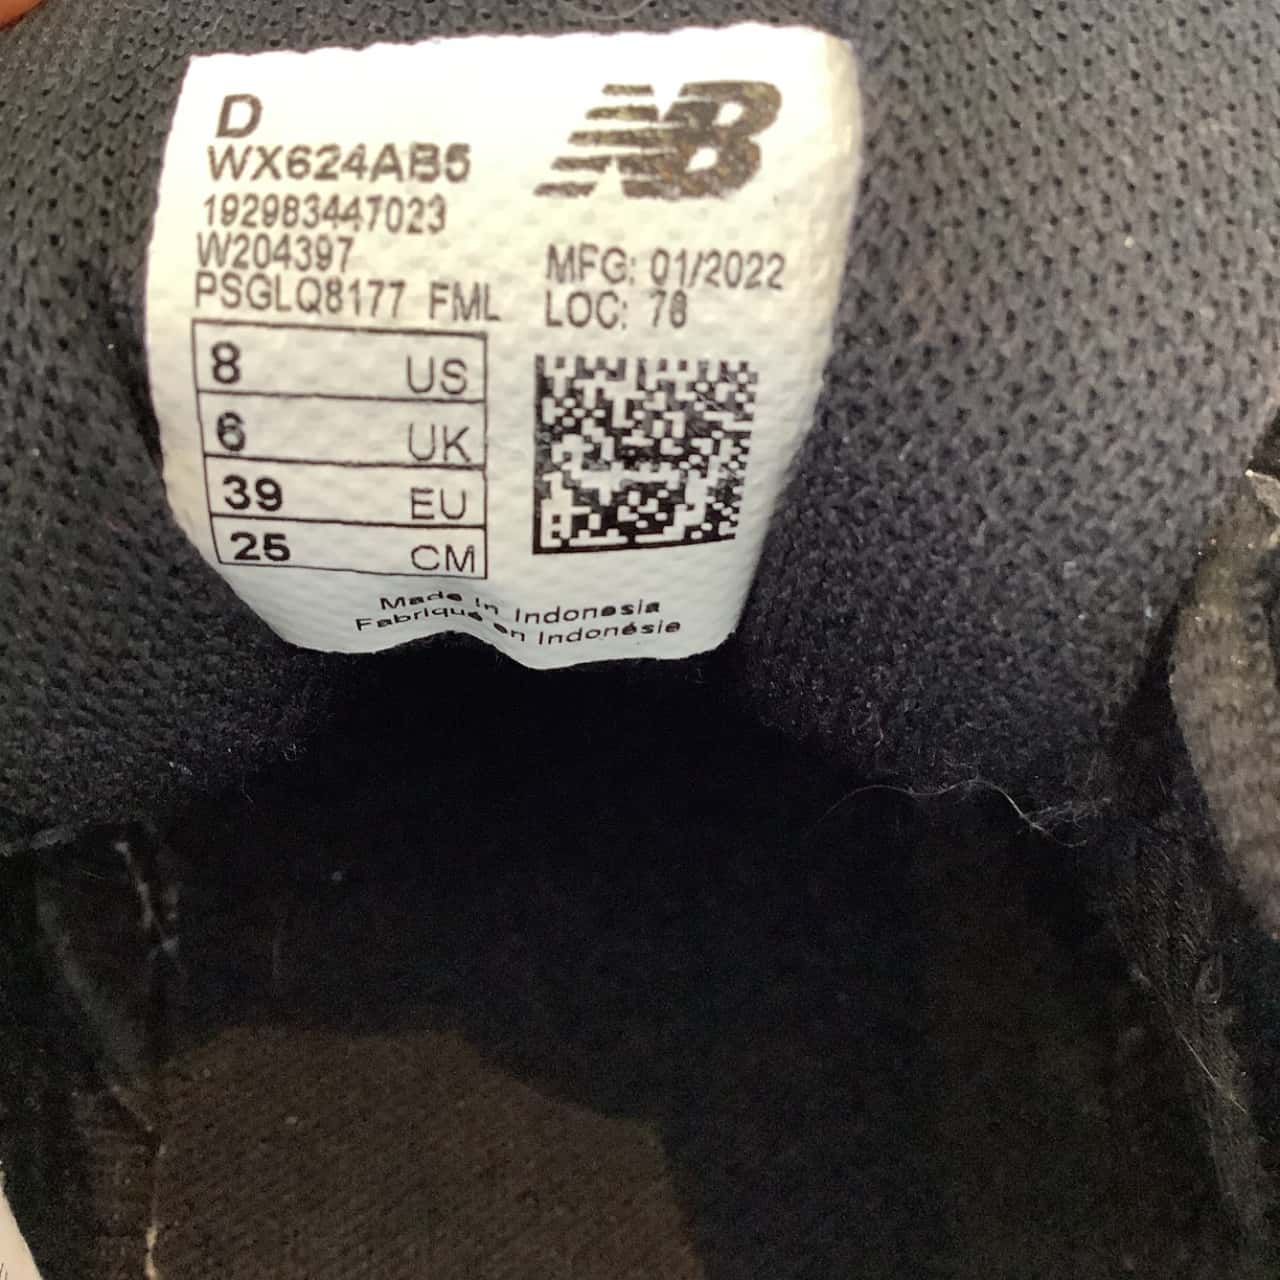 D
NB
WX624AB5
192983447023
W204397
PSGLQ8177 FML
MFG: 01/2022
LOC: 78
8 US
6 UK
39 EU
25 CM
Made in Indonesia
Fabriqué en Indonésie